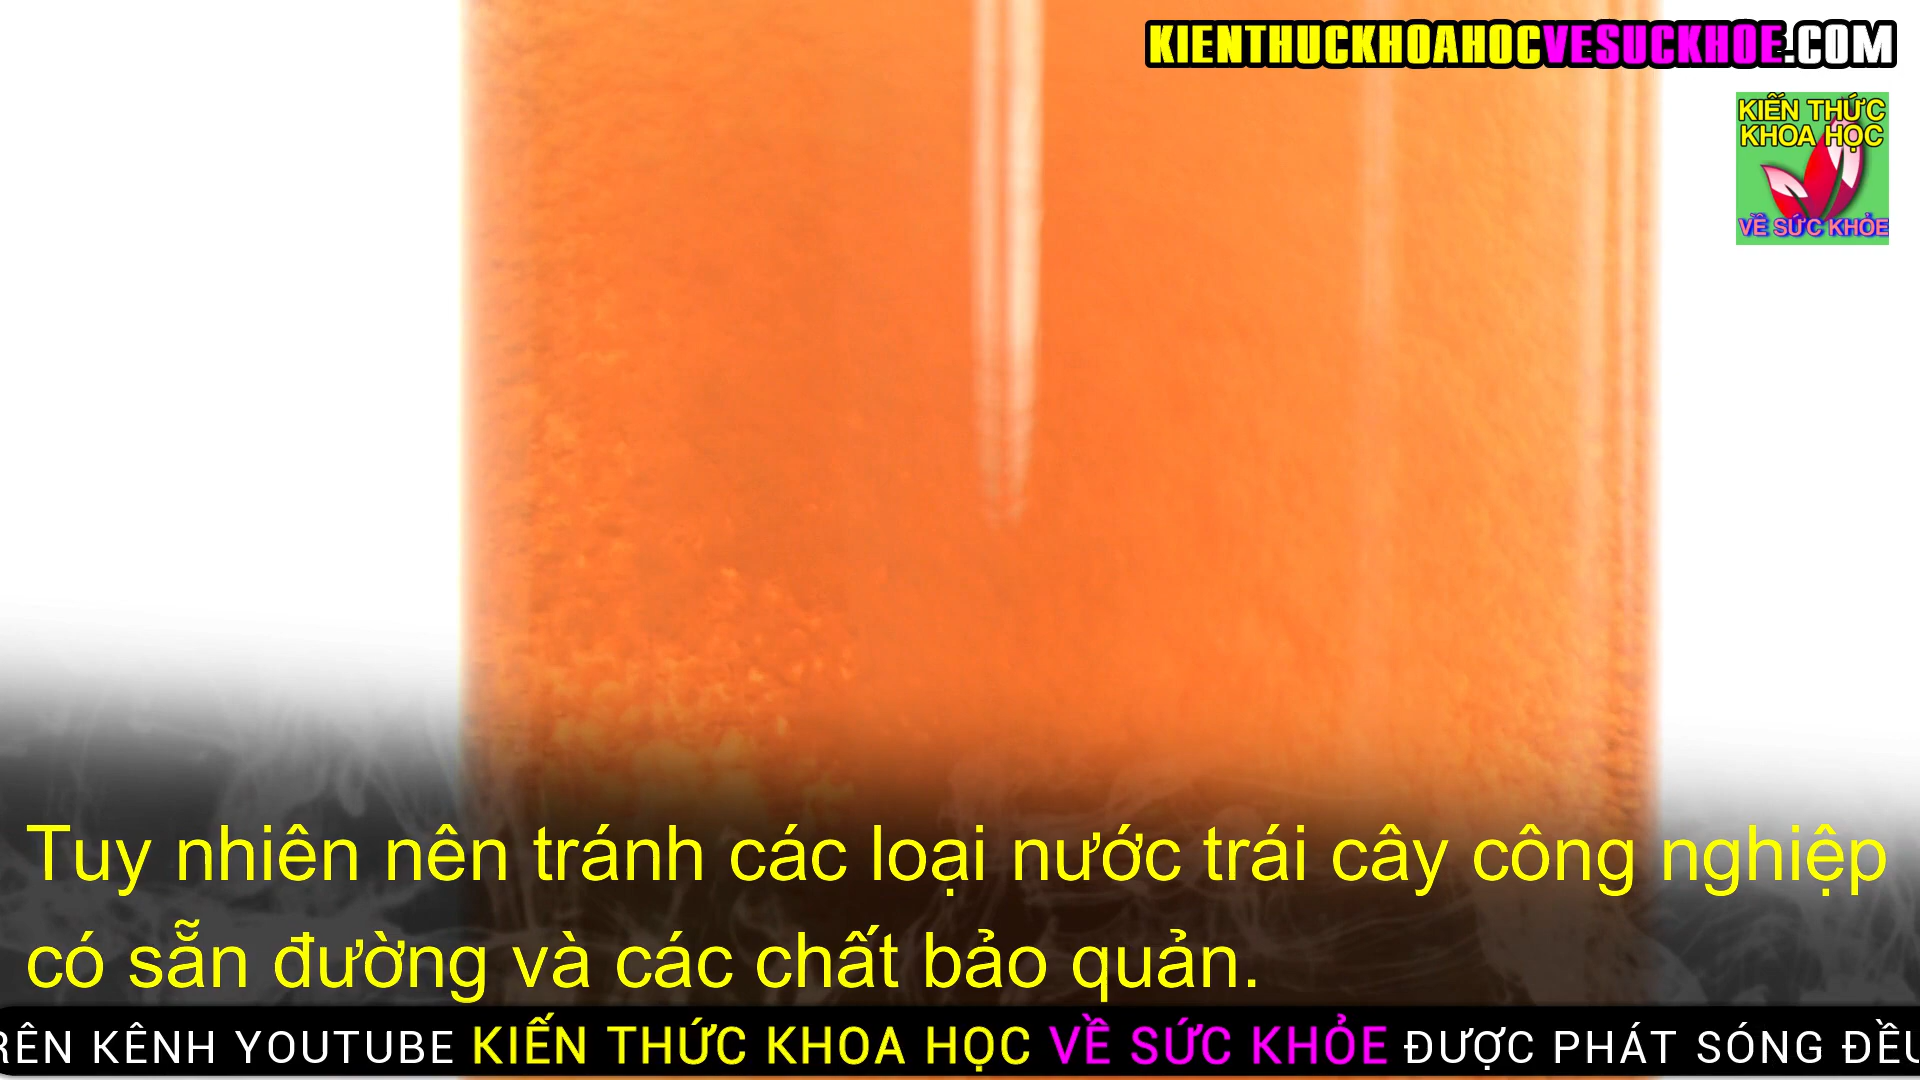 KIENTHUCKHOAHOCVESUCKHOE.COM
KIẾN THỨC
KHOA HỌC
VỀ SỨC KHỎE
Tuy nhiên nên tránh các loại nước trái cây công nghiệp
có sẵn đường và các chất bảo quản.
RÊN KÊNH YOUTUBE KIẾN THỨC KHOA HỌC VỀ SỨC KHỎE ĐƯỢC PHÁT SÓNG ĐỀU